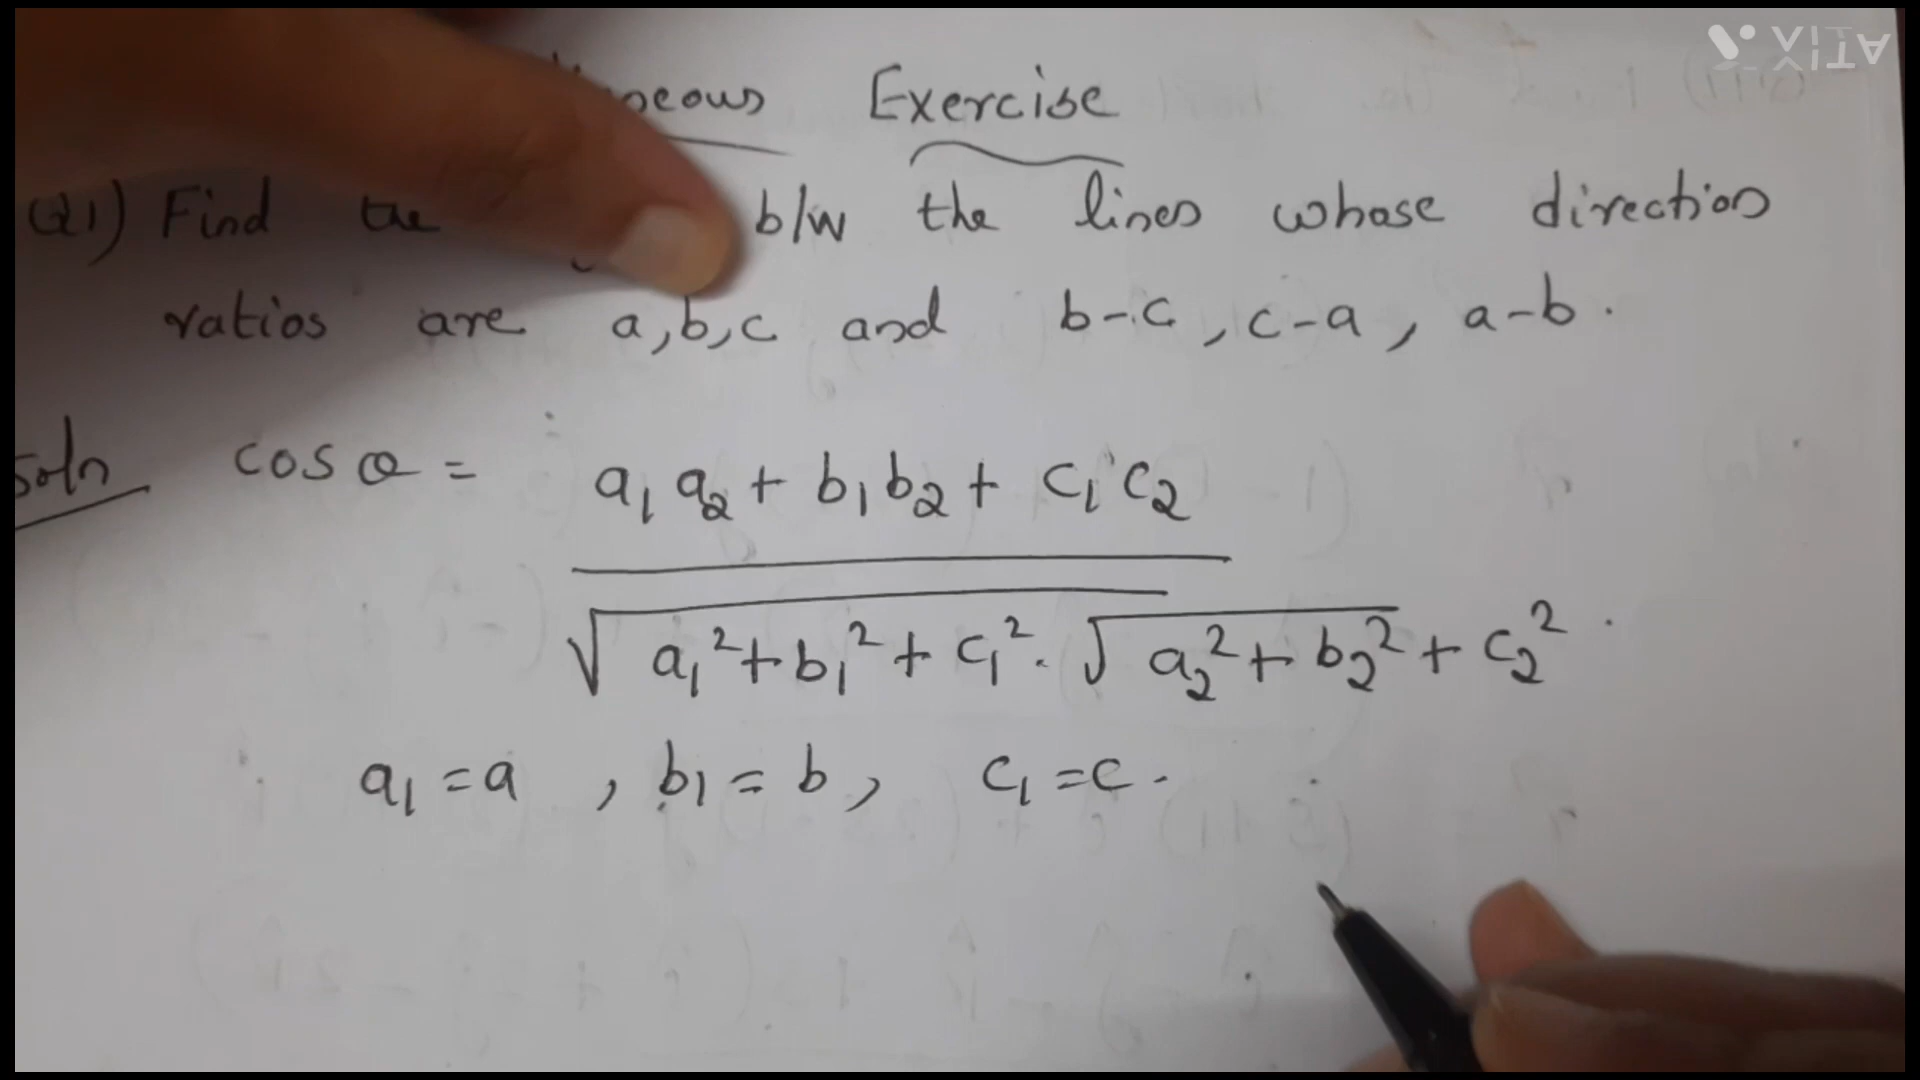 VITA
Exercise
Q1) Find the b/w the lines whose direction
ratios are a,b,c and b-c, c-a, a-b.
Soln cos θ = a₁a₂ + b₁b₂ + c₁c₂
√a₁²+b₁²+c₁² . √a₂²+b₂²+c₂² .
a₁=a , b₁=b, c₁=c.